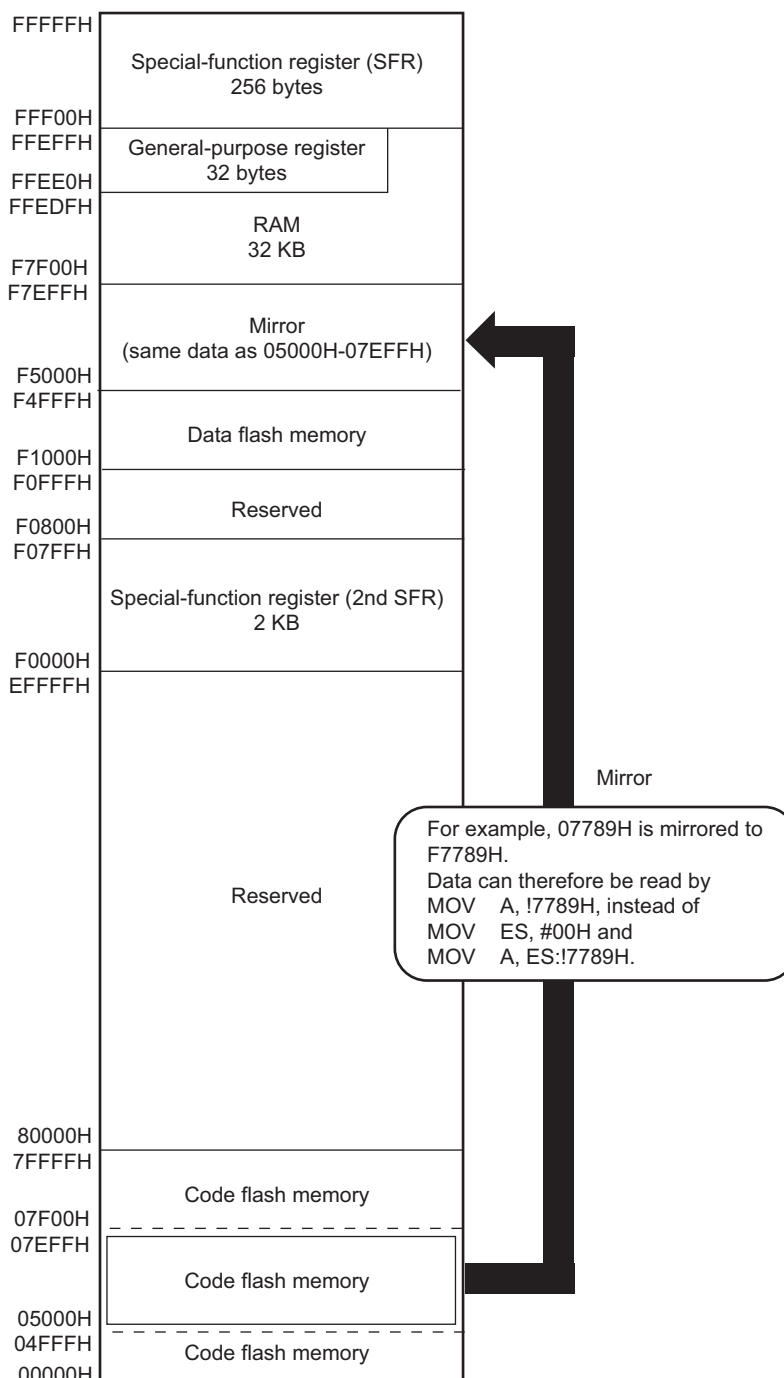 FFFFFH
Special-function register (SFR)
256 bytes
FFF00H
FFEFFH
General-purpose register
32 bytes
FFEE0H
FFEDFH
RAM
32 KB
F7F00H
F7EFFH
Mirror
(same data as 05000H-07EFFH)
F5000H
F4FFFH
Data flash memory
F1000H
F0FFFH
Reserved
F0800H
F07FFH
Special-function register (2nd SFR)
2 KB
F0000H
EFFFFH
Mirror
For example, 07789H is mirrored to
F7789H.
Data can therefore be read by
MOV A, !7789H, instead of
MOV ES, #00H and
MOV A, ES:!7789H.
Reserved
80000H
7FFFFH
Code flash memory
07F00H
07EFFH
Code flash memory
05000H
04FFFH
Code flash memory
00000H